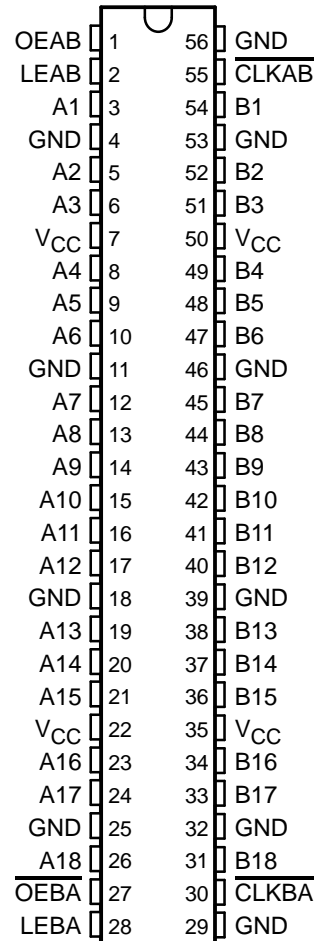 OEAB 1 56 GND
LEAB 2 55 C̅L̅K̅A̅B̅
A1 3 54 B1
GND 4 53 GND
A2 5 52 B2
A3 6 51 B3
VCC 7 50 VCC
A4 8 49 B4
A5 9 48 B5
A6 10 47 B6
GND 11 46 GND
A7 12 45 B7
A8 13 44 B8
A9 14 43 B9
A10 15 42 B10
A11 16 41 B11
A12 17 40 B12
GND 18 39 GND
A13 19 38 B13
A14 20 37 B14
A15 21 36 B15
VCC 22 35 VCC
A16 23 34 B16
A17 24 33 B17
GND 25 32 GND
A18 26 31 B18
O̅E̅B̅A̅ 27 30 C̅L̅K̅B̅A̅
LEBA 28 29 GND